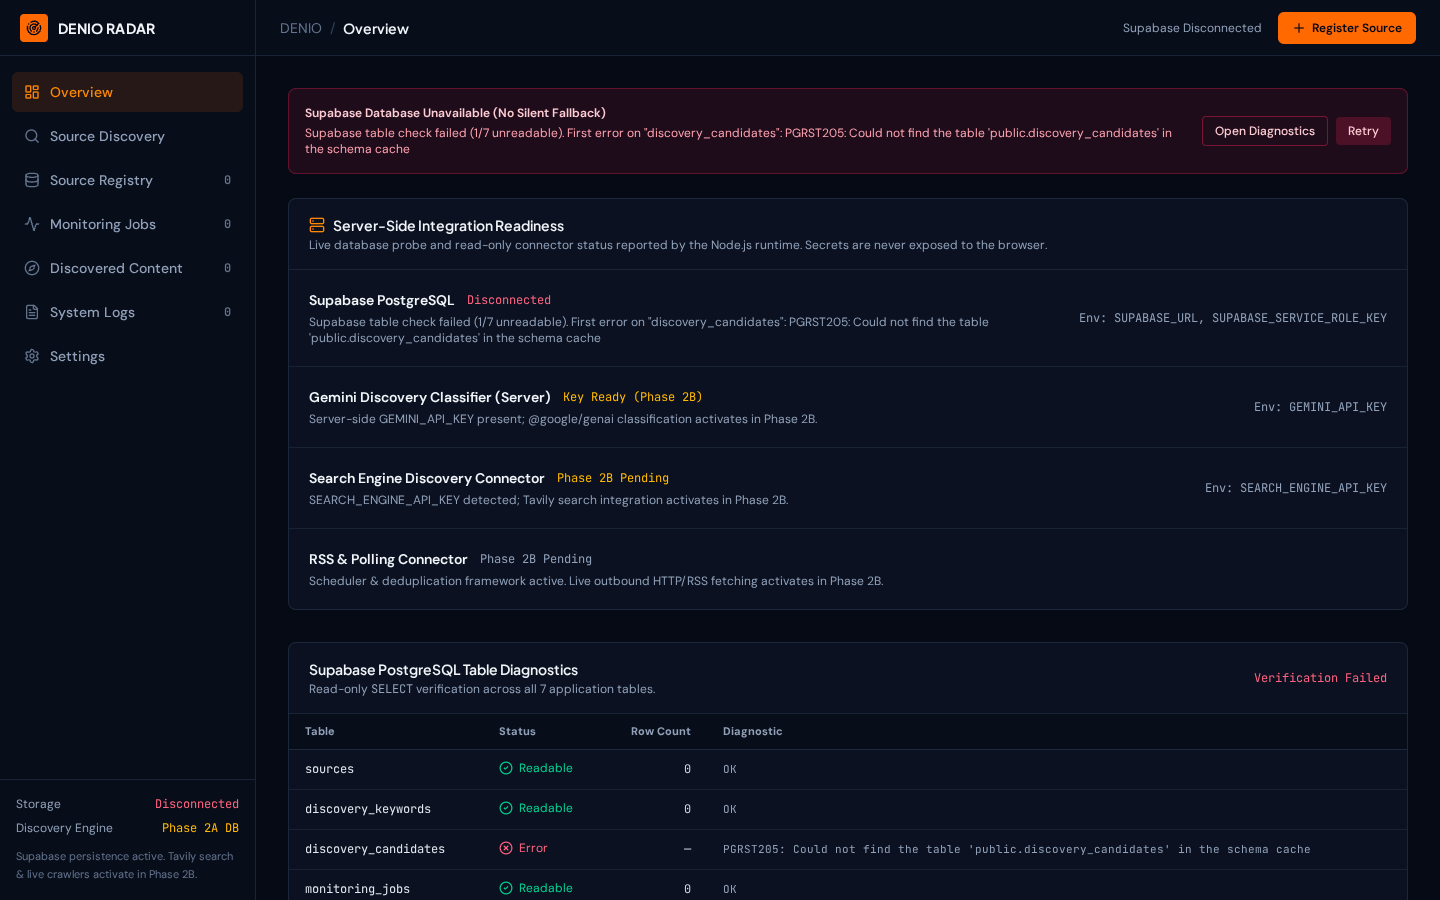 DENIO RADAR
DENIO / Overview
Supabase Disconnected
Register Source
Overview
Source Discovery
Source Registry 0
Monitoring Jobs 0
Discovered Content 0
System Logs 0
Settings
Storage Disconnected
Discovery Engine Phase 2A DB
Supabase persistence active. Tavily search
& live crawlers activate in Phase 2B.
Supabase Database Unavailable (No Silent Fallback)
Supabase table check failed (1/7 unreadable). First error on "discovery_candidates": PGRST205: Could not find the table 'public.discovery_candidates' in
the schema cache
Open Diagnostics
Retry
Server-Side Integration Readiness
Live database probe and read-only connector status reported by the Node.js runtime. Secrets are never exposed to the browser.
Supabase PostgreSQL Disconnected
Supabase table check failed (1/7 unreadable). First error on "discovery_candidates": PGRST205: Could not find the table
'public.discovery_candidates' in the schema cache
Env: SUPABASE_URL, SUPABASE_SERVICE_ROLE_KEY
Gemini Discovery Classifier (Server) Key Ready (Phase 2B)
Server-side GEMINI_API_KEY present; @google/genai classification activates in Phase 2B.
Env: GEMINI_API_KEY
Search Engine Discovery Connector Phase 2B Pending
SEARCH_ENGINE_API_KEY detected; Tavily search integration activates in Phase 2B.
Env: SEARCH_ENGINE_API_KEY
RSS & Polling Connector Phase 2B Pending
Scheduler & deduplication framework active. Live outbound HTTP/RSS fetching activates in Phase 2B.
Supabase PostgreSQL Table Diagnostics
Read-only SELECT verification across all 7 application tables.
Verification Failed
Table Status Row Count Diagnostic
sources Readable 0 OK
discovery_keywords Readable 0 OK
discovery_candidates Error — PGRST205: Could not find the table 'public.discovery_candidates' in the schema cache
monitoring_jobs Readable 0 OK